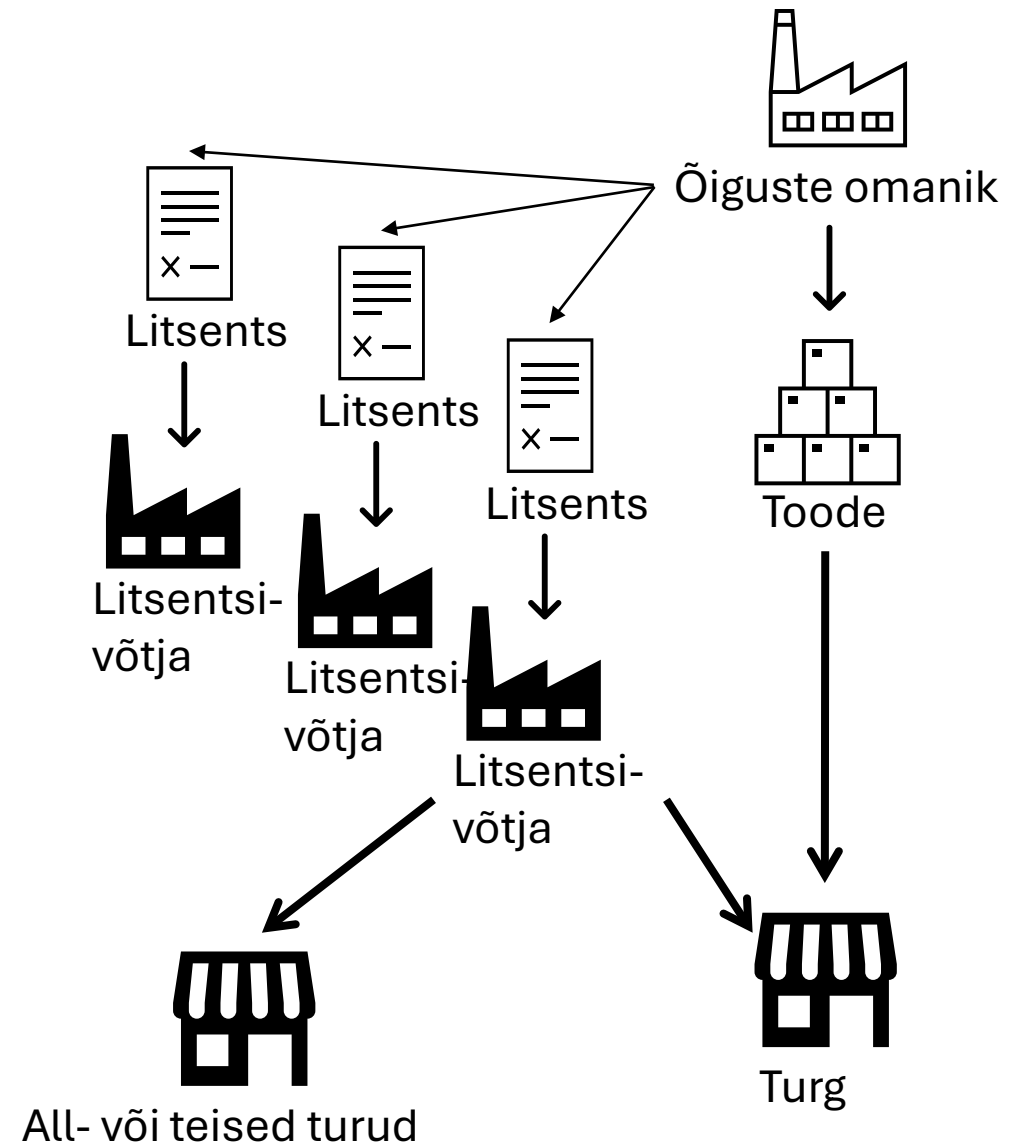 Õiguste omanik
Litsents
Litsents
Litsents
Toode
Litsentsi-
võtja
Litsentsi-
võtja
Litsentsi-
võtja
Turg
All- või teised turud